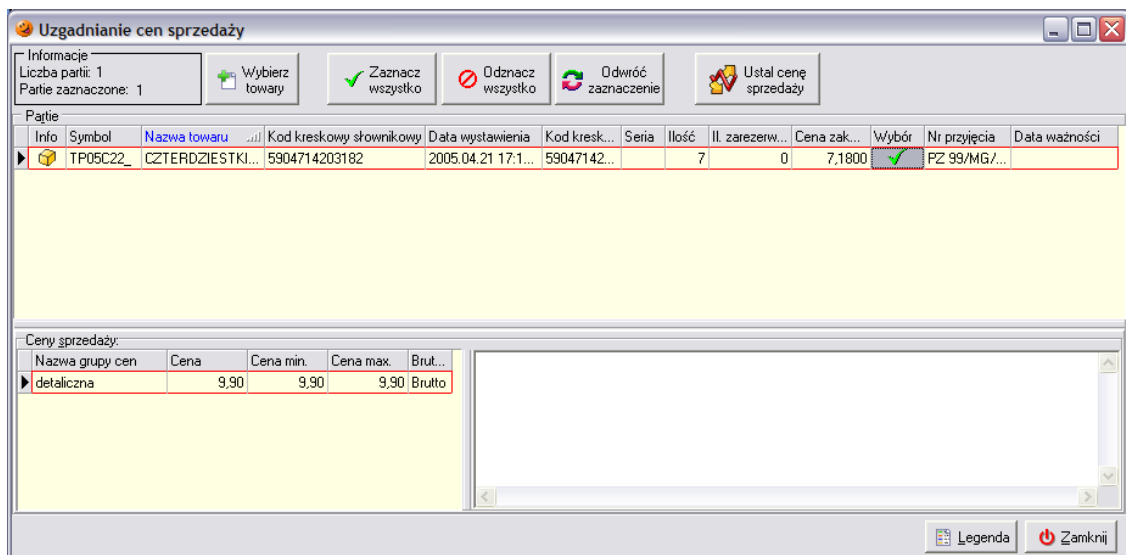 Uzgadnianie cen sprzedaży
Informacje
Liczba partii: 1
Partie zaznaczone: 1
Wybierz towary
Zaznacz wszystko
Odznacz wszystko
Odwróć zaznaczenie
Ustal cenę sprzedaży
Partie
Info Symbol Nazwa towaru Kod kreskowy słownikowy Data wystawienia Kod kresk... Seria Ilość Il. zarezerw... Cena zak... Wybór Nr przyjęcia Data ważności
TP05C22_ CZTERDZIESTKI... 5904714203182 2005.04.21 17:1... 59047142... 7 0 7,1800 PZ 99/MG/...
Ceny sprzedaży:
Nazwa grupy cen Cena Cena min. Cena max. Brut...
detaliczna 9,90 9,90 9,90 Brutto
Legenda Zamknij